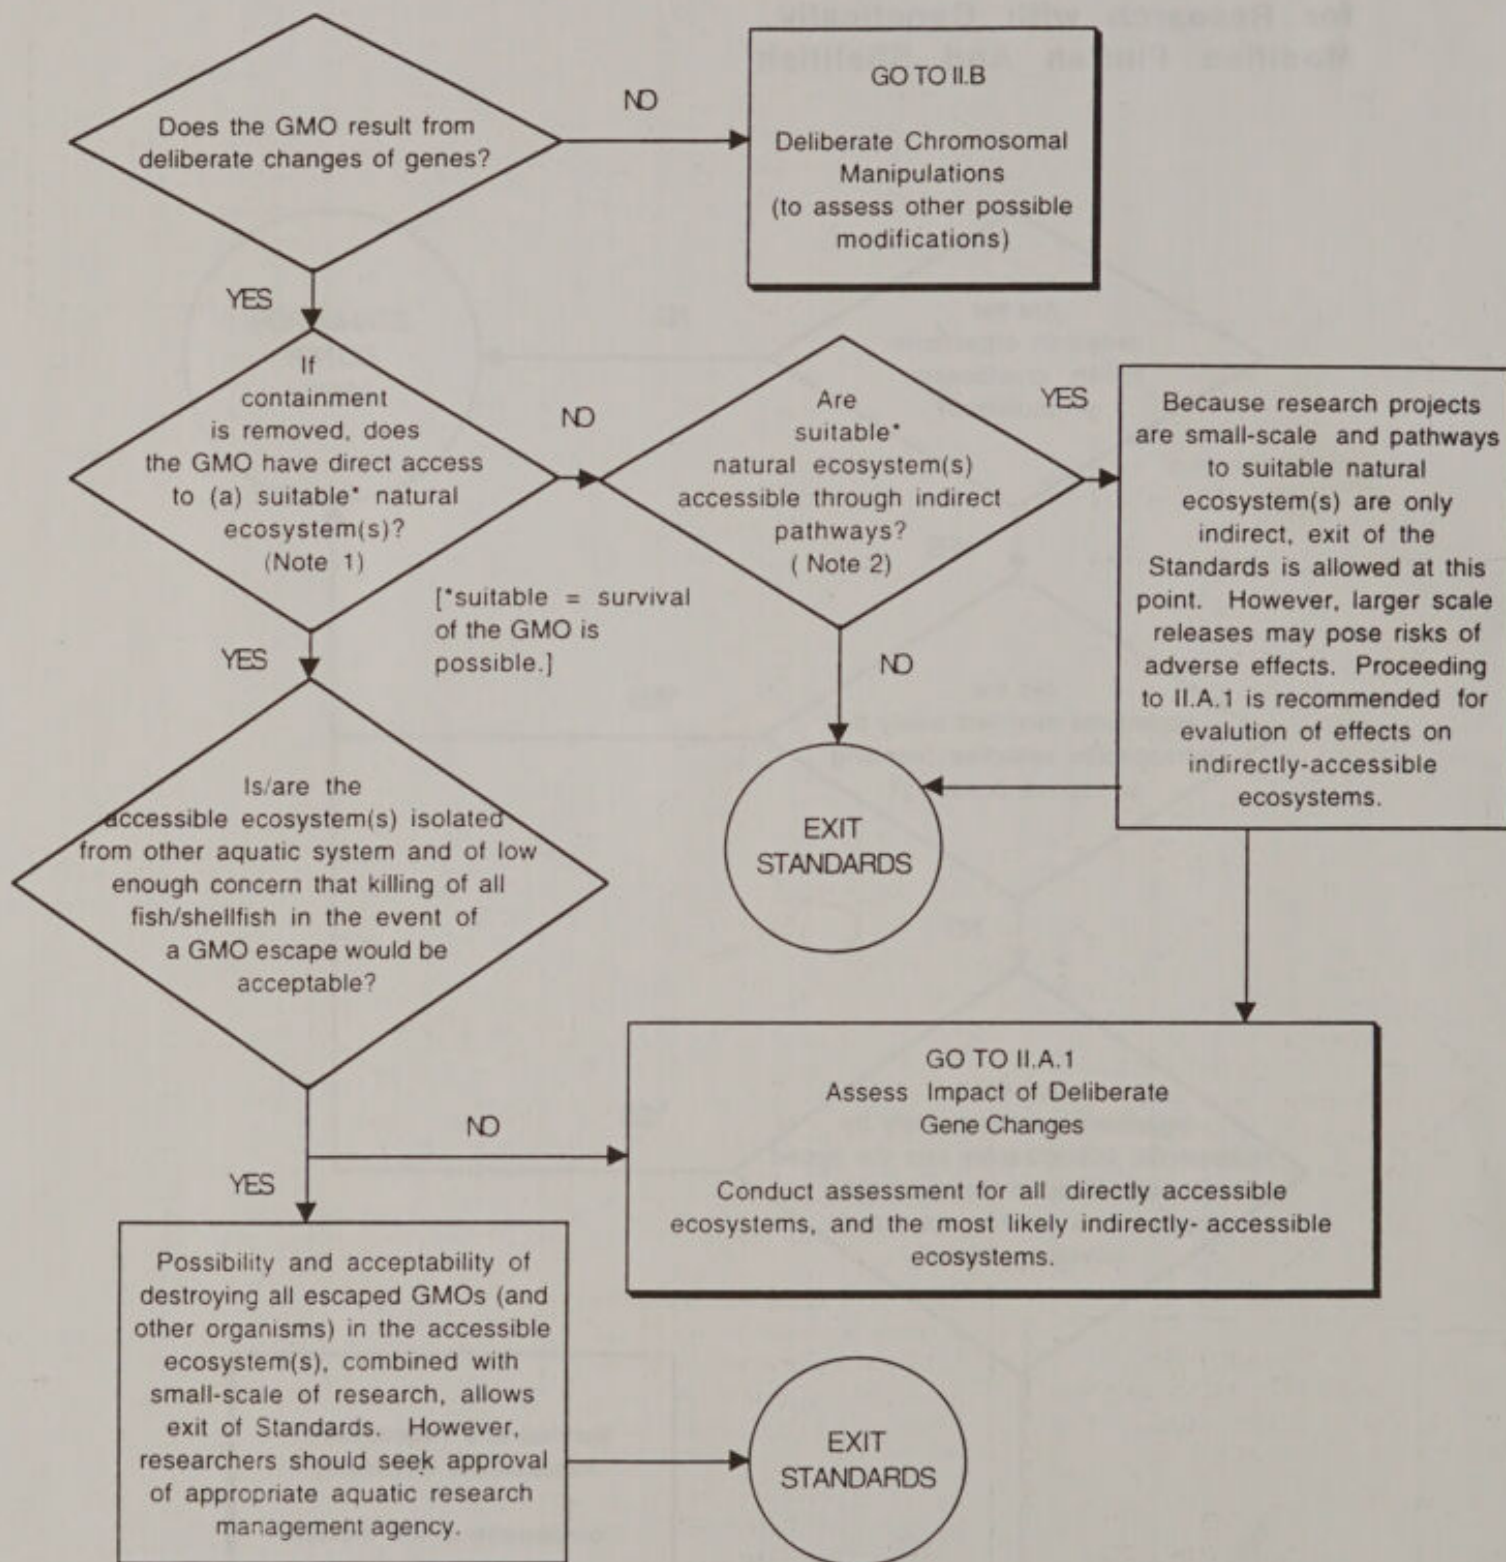 Does the GMO result from
deliberate changes of genes?
NO
GO TO II.B
Deliberate Chromosomal
Manipulations
(to assess other possible
modifications)
YES
If
containment
is removed, does
the GMO have direct access
to (a) suitable* natural
ecosystem(s)?
(Note 1)
NO
Are
suitable*
natural ecosystem(s)
accessible through indirect
pathways?
( Note 2)
YES
Because research projects
are small-scale and pathways
to suitable natural
ecosystem(s) are only
indirect, exit of the
Standards is allowed at this
point. However, larger scale
releases may pose risks of
adverse effects. Proceeding
to II.A.1 is recommended for
evalution of effects on
indirectly-accessible
ecosystems.
[*suitable = survival
of the GMO is
possible.]
YES
NO
Is/are the
accessible ecosystem(s) isolated
from other aquatic system and of low
enough concern that killing of all
fish/shellfish in the event of
a GMO escape would be
acceptable?
EXIT
STANDARDS
NO
GO TO II.A.1
Assess Impact of Deliberate
Gene Changes
Conduct assessment for all directly accessible
ecosystems, and the most likely indirectly- accessible
ecosystems.
YES
Possibility and acceptability of
destroying all escaped GMOs (and
other organisms) in the accessible
ecosystem(s), combined with
small-scale of research, allows
exit of Standards. However,
researchers should seek approval
of appropriate aquatic research
management agency.
EXIT
STANDARDS